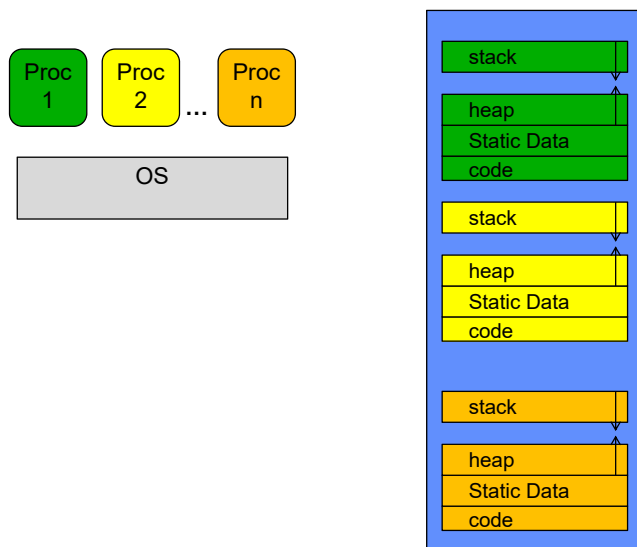 Proc
1
Proc
2
...
Proc
n
OS
stack
heap
Static Data
code
stack
heap
Static Data
code
stack
heap
Static Data
code